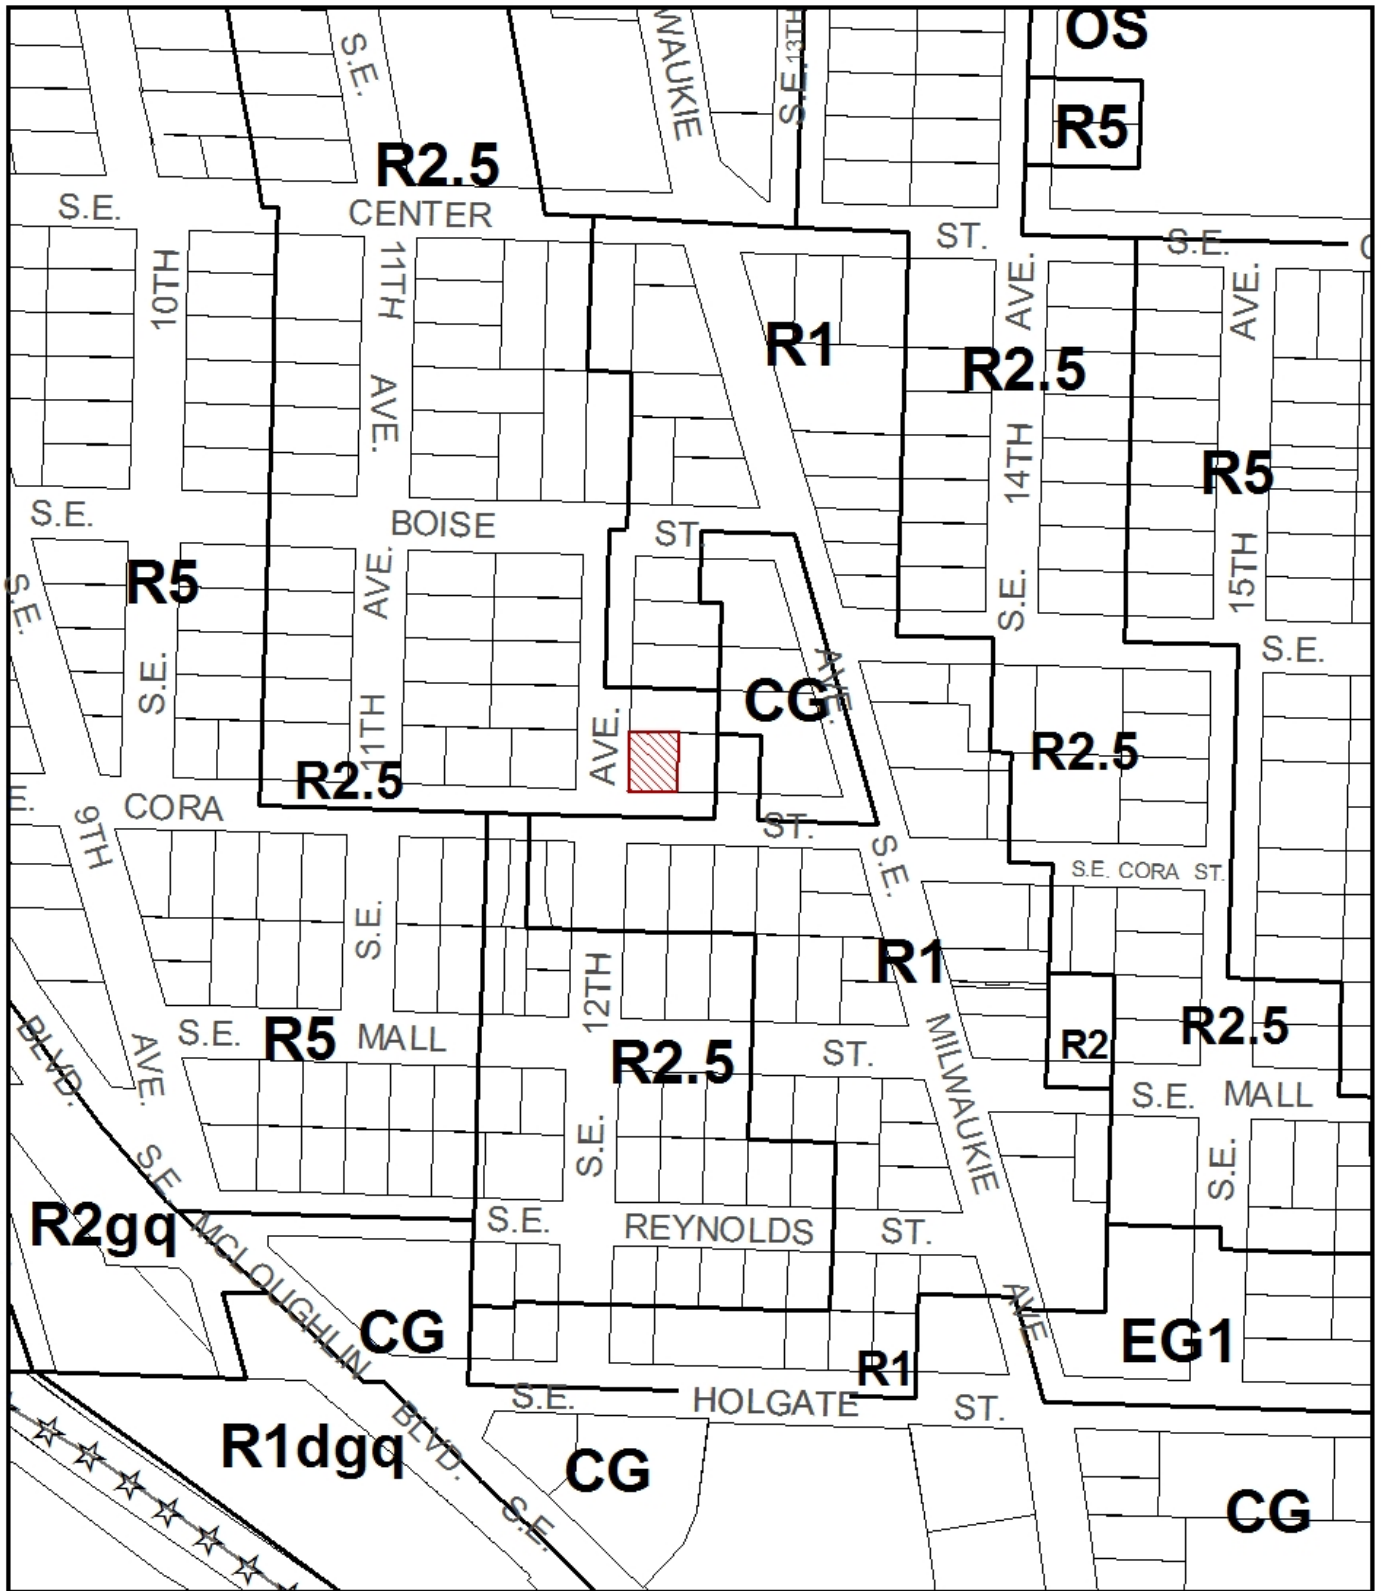 OS
S.E.
WAUKIE
S.E. 13TH
R5
R2.5
S.E.
CENTER
ST.
S.E.
10TH
11TH
AVE.
AVE.
R1
R2.5
AVE.
14TH
R5
S.E.
BOISE
ST.
15TH
R5
S.E.
AVE.
S.E.
S.E.
S.E.
AVE.
CG
11TH
AVE.
R2.5
R2.5
CORA
ST.
9TH
S.E.
S.E. CORA ST.
S.E.
R1
12TH
BLVD.
AVE.
S.E.
R5
MALL
R2.5
ST.
MILWAUKIE
R2
R2.5
S.E.
MALL
S.E.
S.E.
S.E.
R2gq
S.E.
REYNOLDS
ST.
MCLOUGHLIN
CG
AVE
EG1
R1
S.E.
HOLGATE
ST.
R1dgq
BLVD.
CG
S.E.
CG